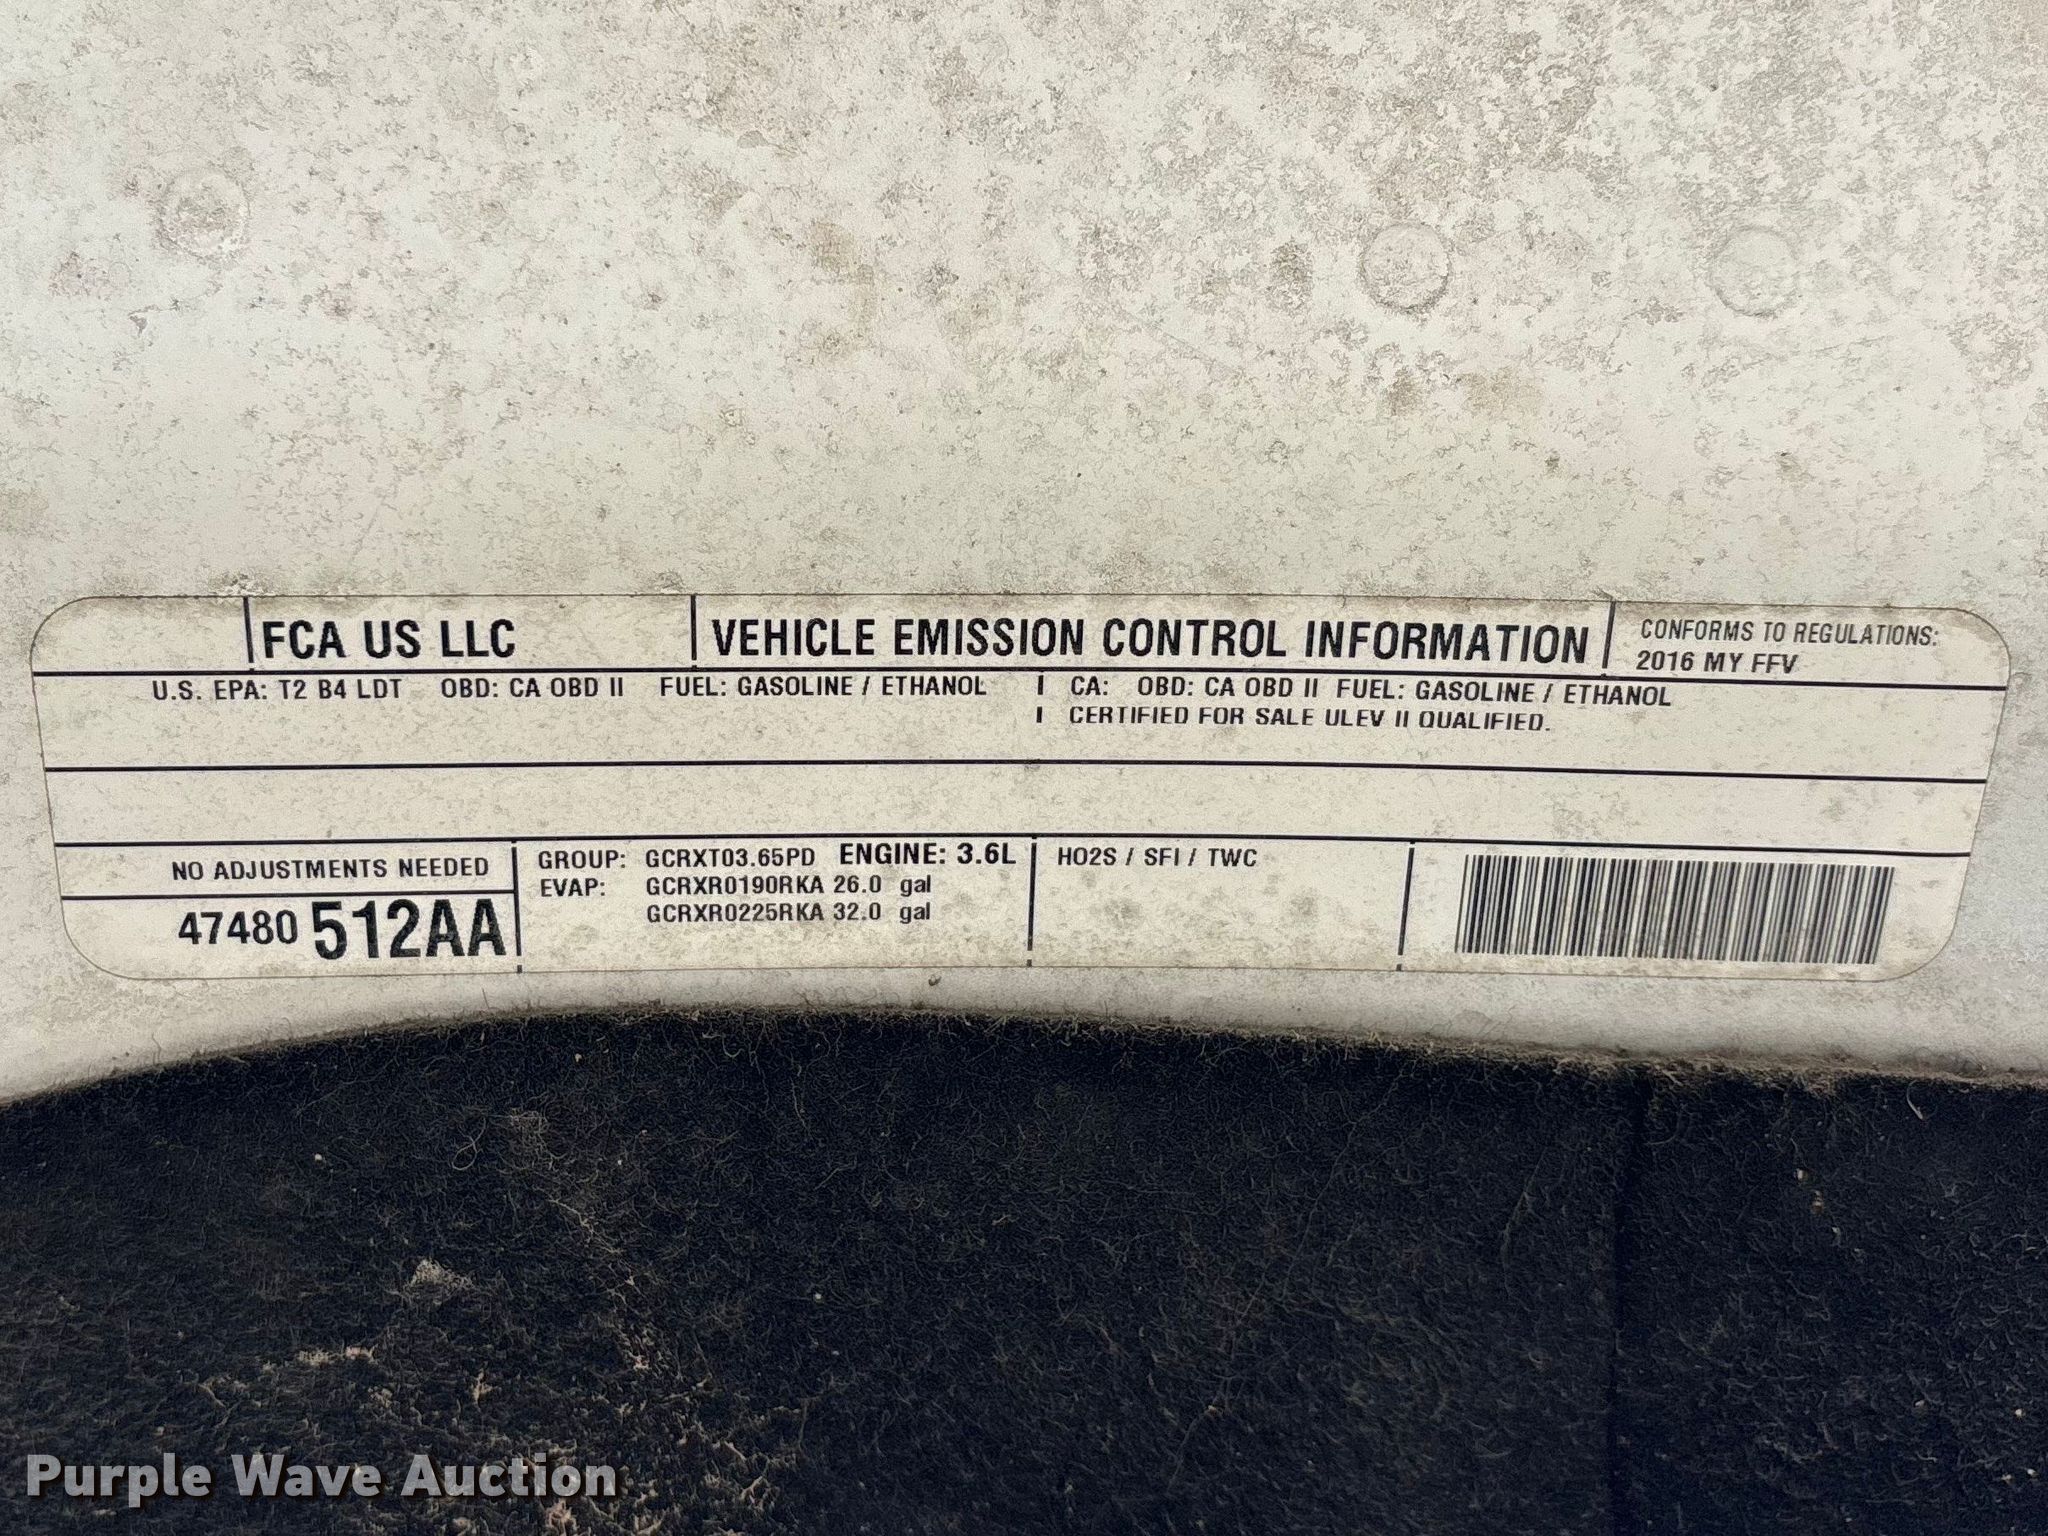 FCA US LLC
VEHICLE EMISSION CONTROL INFORMATION
CONFORMS TO REGULATIONS:
2016 MY FFV
U.S. EPA: T2 B4 LDT OBD: CA OBD II FUEL: GASOLINE / ETHANOL
CA: OBD: CA OBD II FUEL: GASOLINE / ETHANOL
CERTIFIED FOR SALE ULEV II QUALIFIED.
NO ADJUSTMENTS NEEDED
47480 512AA
GROUP: GCRXT03.65PD ENGINE: 3.6L
EVAP: GCRXR0190RKA 26.0 gal
GCRXR0225RKA 32.0 gal
HO2S / SFI / TWC
Purple Wave Auction